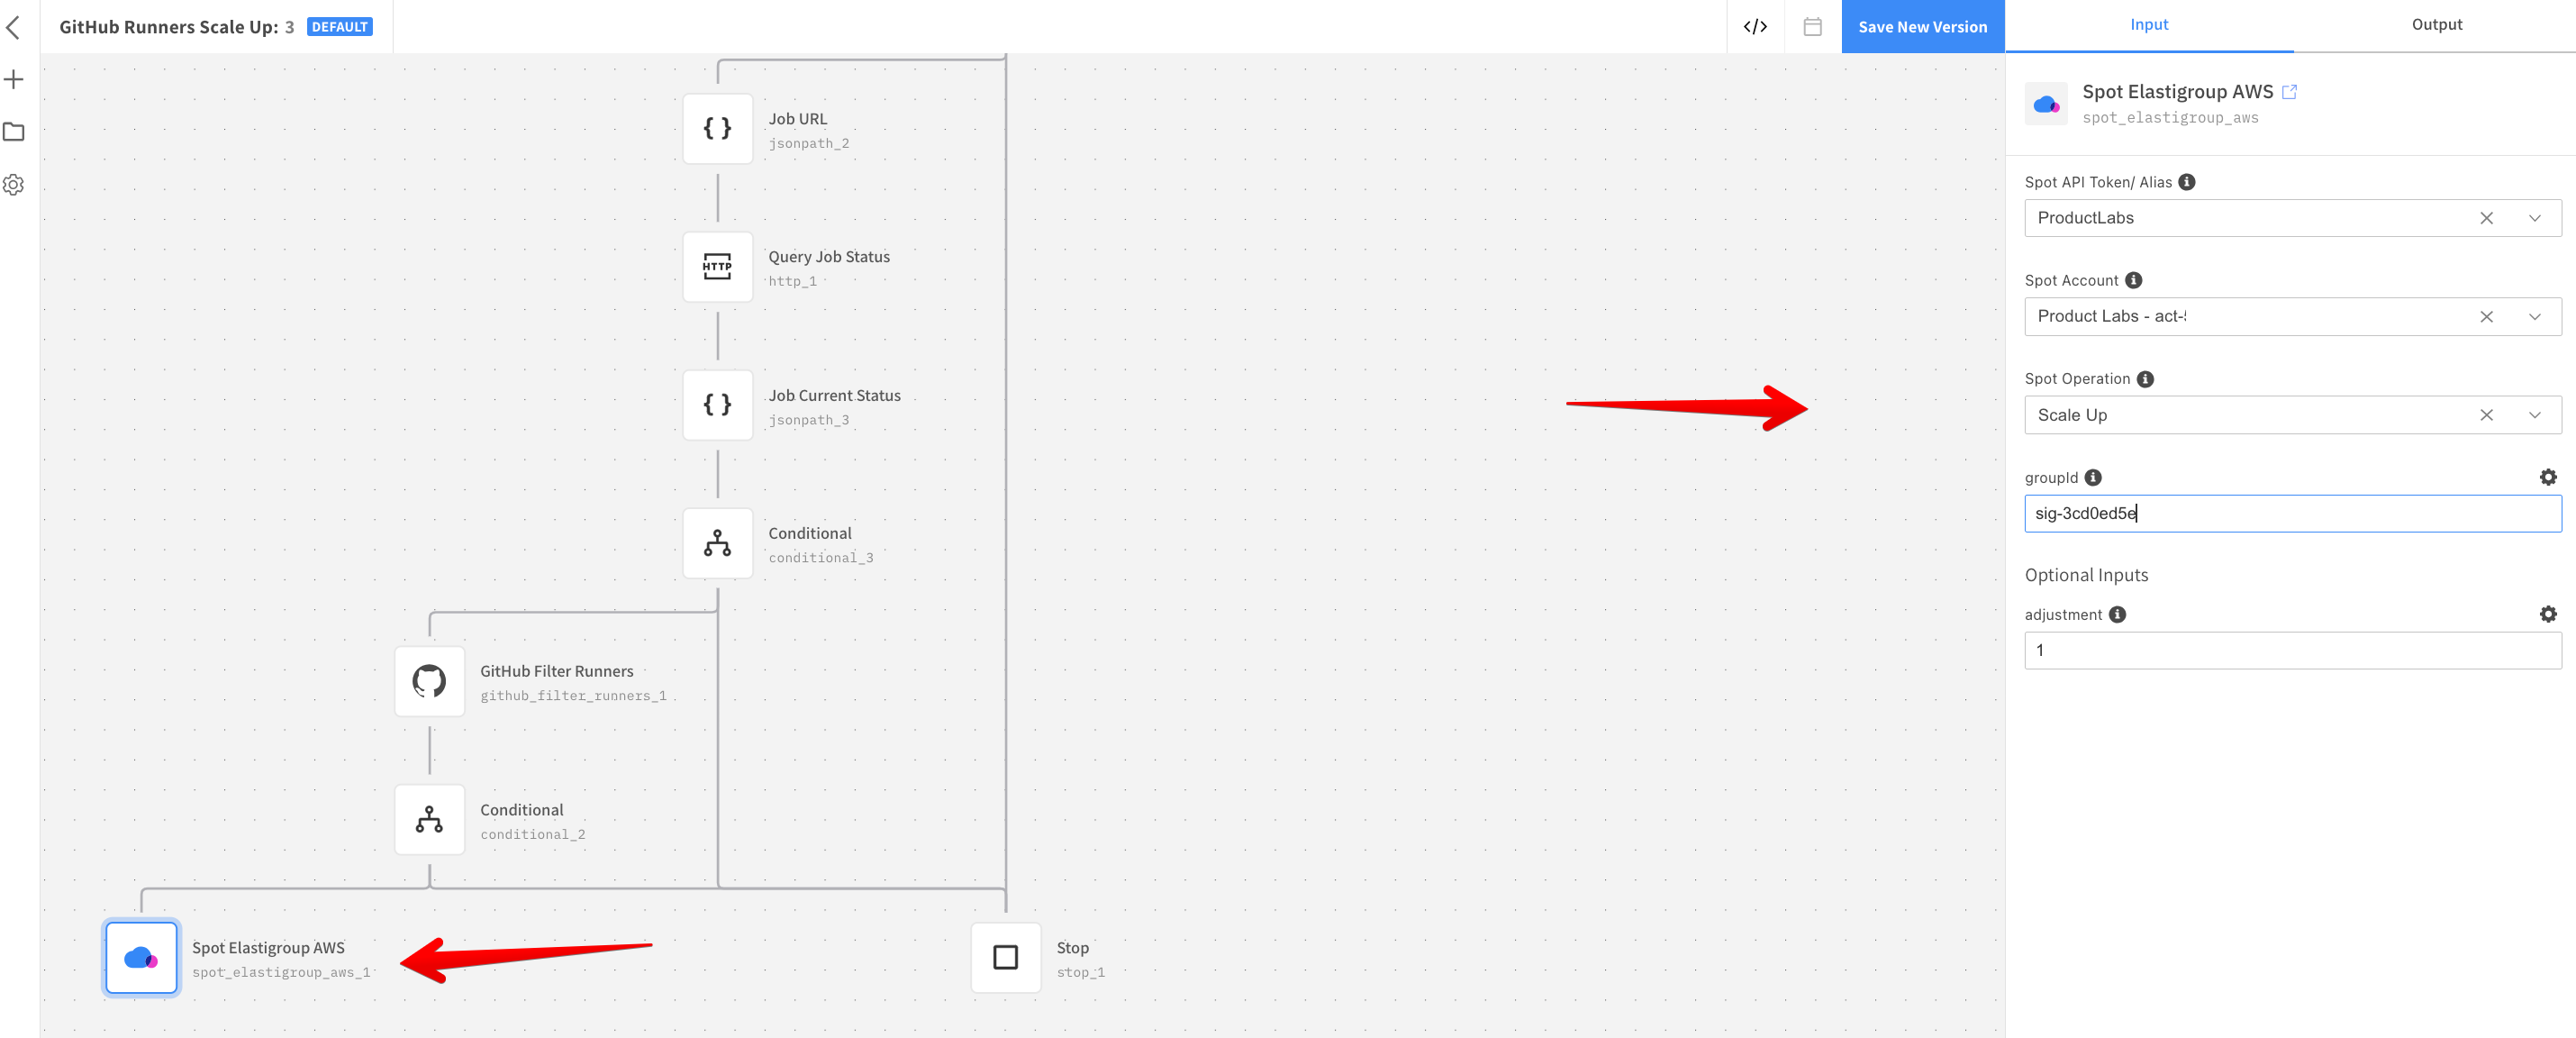 GitHub Runners Scale Up: 3 DEFAULT
</>
Save New Version
Input
Output
Job URL
jsonpath_2
HTTP
Query Job Status
http_1
Job Current Status
jsonpath_3
Conditional
conditional_3
GitHub Filter Runners
github_filter_runners_1
Conditional
conditional_2
Spot Elastigroup AWS
spot_elastigroup_aws_1
Stop
stop_1
Spot Elastigroup AWS
spot_elastigroup_aws
Spot API Token/ Alias
ProductLabs
Spot Account
Product Labs - act-
Spot Operation
Scale Up
groupId
sig-3cd0ed5e
Optional Inputs
adjustment
1